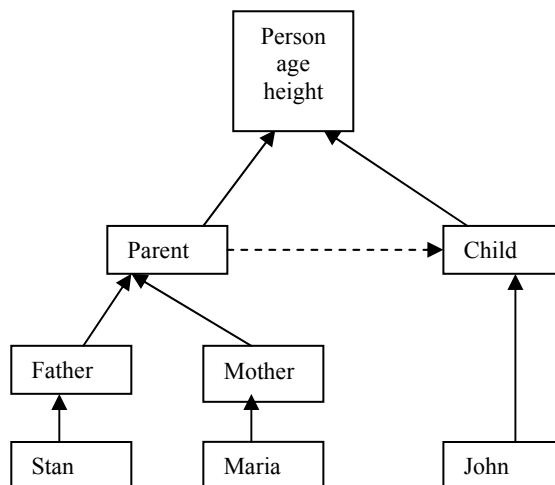 Person
age
height
Parent
Child
Father
Mother
Stan
Maria
John